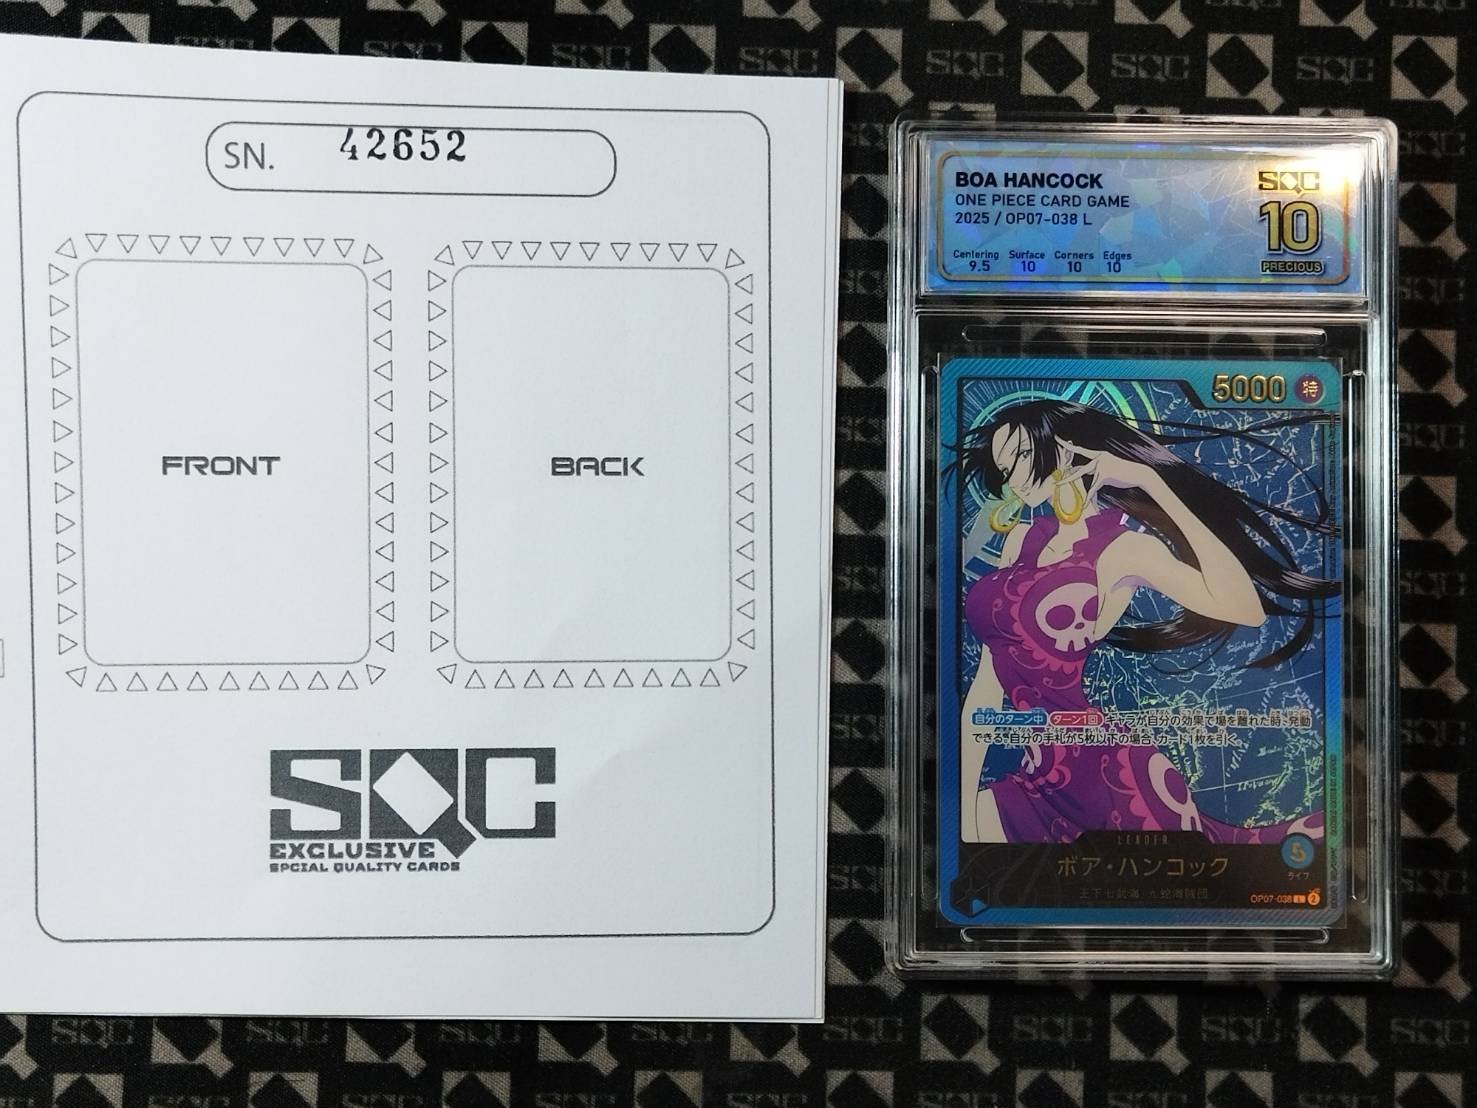 SN. 42652
FRONT
BACK
SQC
EXCLUSIVE
SPCIAL QUALITY CARDS
BOA HANCOCK
ONE PIECE CARD GAME
2025 / OP07-038 L
Centering Surface Corners Edges
9.5 10 10 10
SQC
10
PRECIOUS
5000 特
自分のターン中 ターン1回 キャラが自分の効果で場を離れた時、発動
できる。自分の手札が5枚以下の場合、カード1枚を引く。
LEADER
ボア・ハンコック
王下七武海/九蛇海賊団
5
ライフ
OP07-038 L 2